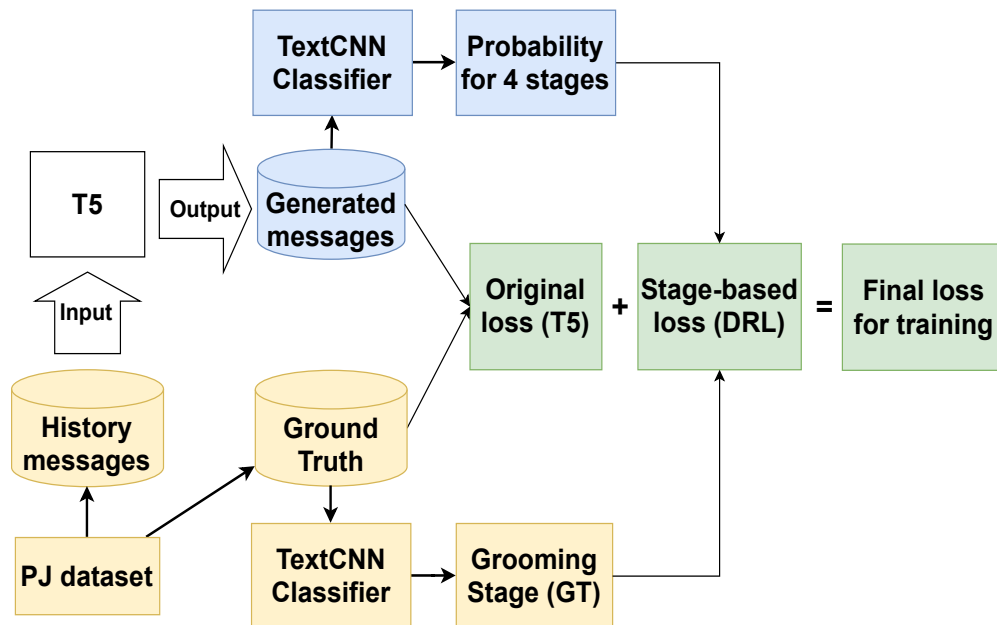 TextCNN
Classifier
Probability
for 4 stages
T5
Output
Generated
messages
Input
Original
loss (T5)
+
Stage-based
loss (DRL)
=
Final loss
for training
History
messages
Ground
Truth
PJ dataset
TextCNN
Classifier
Grooming
Stage (GT)